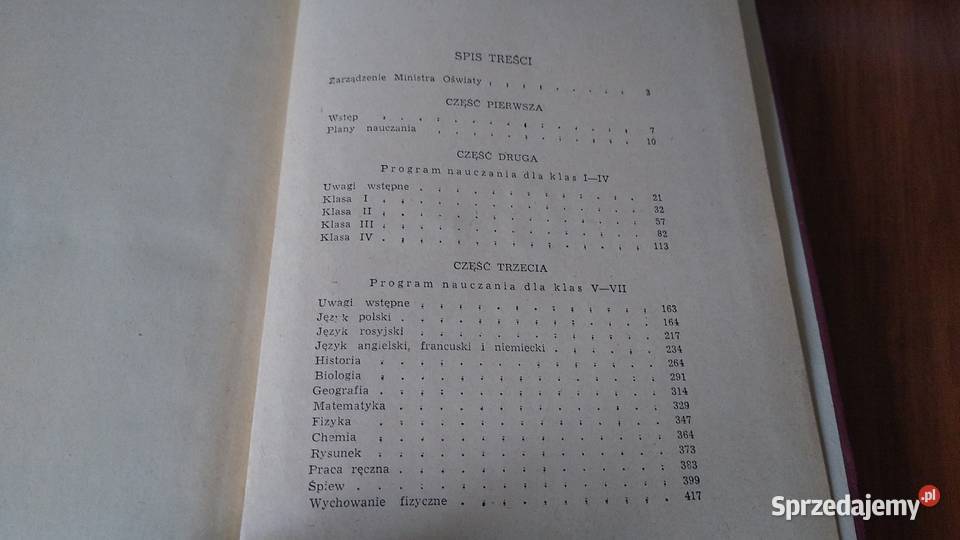 SPIS TREŚCI
Zarządzenie Ministra Oświaty 3
CZĘŚĆ PIERWSZA
Wstęp 7
Plany nauczania 10
CZĘŚĆ DRUGA
Program nauczania dla klas I—IV
Uwagi wstępne 21
Klasa I 32
Klasa II 57
Klasa III 82
Klasa IV 113
CZĘŚĆ TRZECIA
Program nauczania dla klas V—VII
Uwagi wstępne 163
Język polski 164
Język rosyjski 217
Język angielski, francuski i niemiecki 234
Historia 264
Biologia 291
Geografia 314
Matematyka 329
Fizyka 347
Chemia 364
Rysunek 373
Praca ręczna 383
Śpiew 399
Wychowanie fizyczne 417
Sprzedajemy.pl